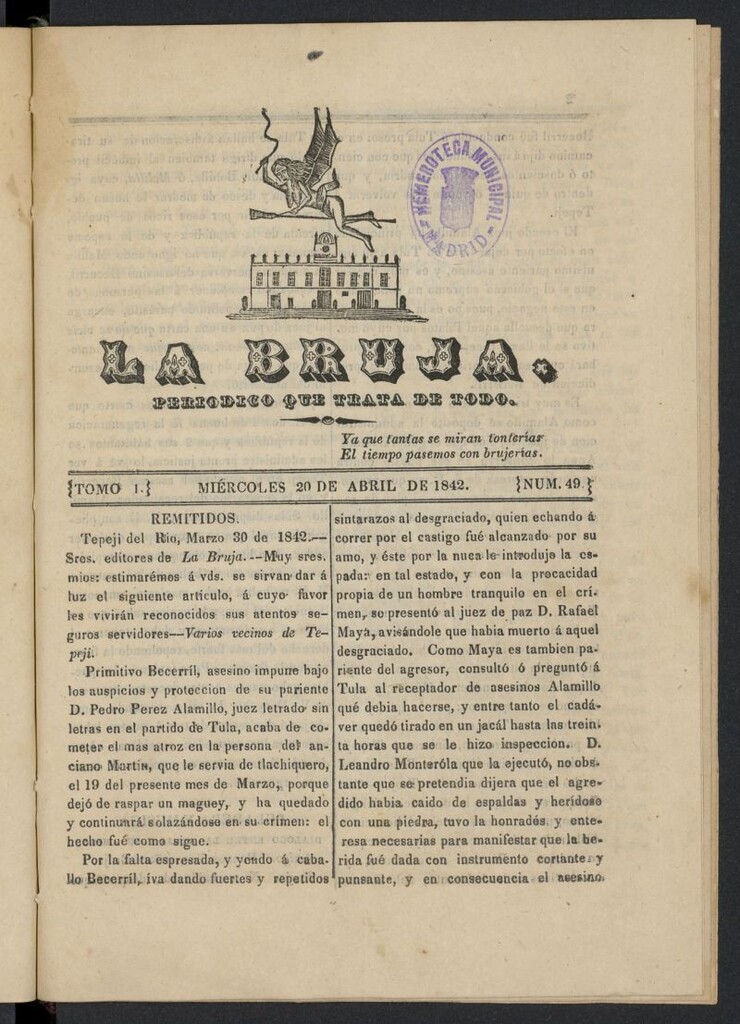 HEMEROTECA MUNICIPAL
- MADRID -
LA BRUJA.
PERIODICO QUE TRATA DE TODO.
Ya que tantas se miran tonterías
El tiempo pasemos con brujerías.
TOMO I.
MIÉRCOLES 20 DE ABRIL DE 1842.
NUM. 49.
REMITIDOS.
Tepeji del Rio, Marzo 30 de 1842.—
Sres. editores de La Bruja.--Muy sres.
mios: estimarémos á vds. se sirvan dar á
luz el siguiente artículo, á cuyo favor
les vivirán reconocidos sus atentos se-
guros servidores—Varios vecinos de Te-
peji.
Primitivo Becerríl, asesino impune bajo
los auspicios y proteccion de su pariente
D. Pedro Perez Alamillo, juez letrado sin
letras en el partido de Tula, acaba de co-
meter el mas atroz en la persona del an-
ciano Martin, que le servia de tlachiquero,
el 19 del presente mes de Marzo, porque
dejó de raspar un maguey, y ha quedado
y continuará solazándose en su crímen: el
hecho fué como sigue.
Por la falta espresada, y yendo á caba-
llo Becerríl, iva dando fuertes y repetidos
sintarazos al desgraciado, quien echando á
correr por el castigo fué alcanzado por su
amo, y éste por la nuca le introdujo la es-
pada: en tal estado, y con la procacidad
propia de un hombre tranquilo en el crí-
men, se presentó al juez de paz D. Rafael
Maya, avisándole que habia muerto á aquel
desgraciado. Como Maya es tambien pa-
riente del agresor, consultó ó preguntó á
Tula al receptador de asesinos Alamillo
qué debia hacerse, y entre tanto el cadá-
ver quedó tirado en un jacál hasta las trein-
ta horas que se le hizo inspeccion. D.
Leandro Monteróla que la ejecutó, no obs-
tante que se pretendia dijera que el agre-
dido habia caido de espaldas y heridose
con una piedra, tuvo la honradés y ente-
resa necesarias para manifestar que la he-
rida fué dada con instrumento cortante y
punsante, y en consecuencia el asesino